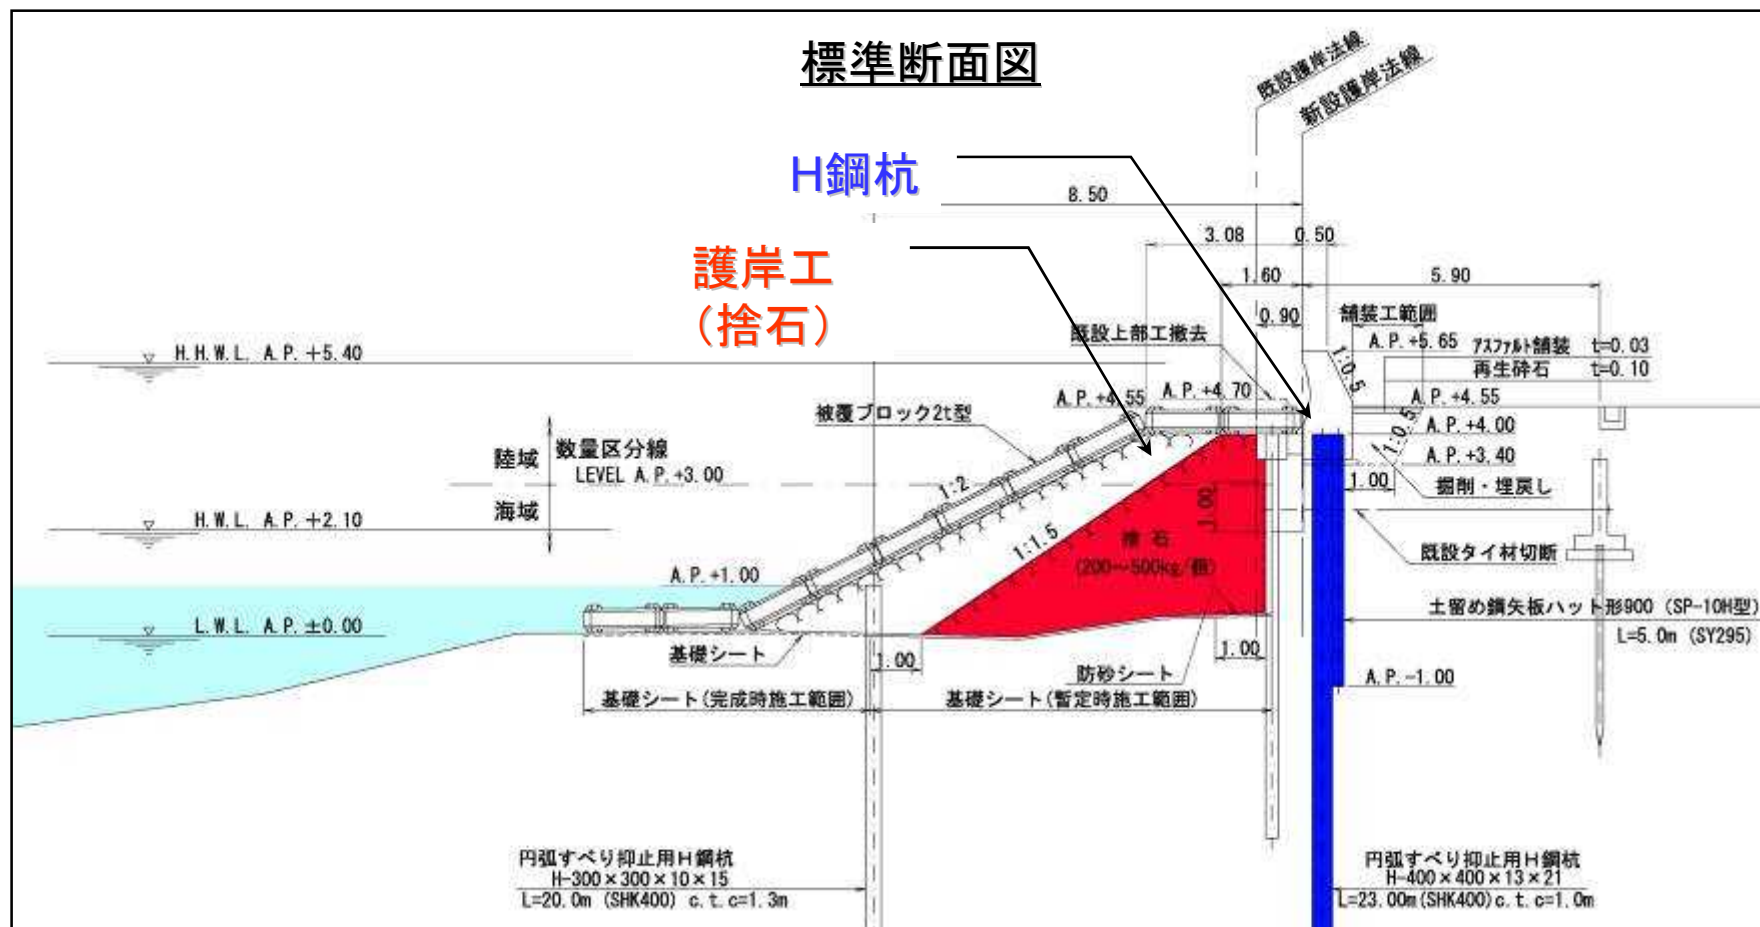 標準断面図
既設護岸法線
新設護岸法線
H鋼杭
8.50
護岸工
（捨石）
3.08
0.50
1.60
5.90
0.90
舗装工範囲
既設上部工撤去
A.P.+5.65
アスファルト舗装 t=0.03
再生砕石 t=0.10
H.H.W.L. A.P.+5.40
1:0.5
A.P.+4.55
A.P.+4.70
A.P.+4.55
被覆ブロック2t型
A.P.+4.00
1:0.5
陸域
数量区分線
LEVEL A.P.+3.00
A.P.+3.40
1:2
1.00
掘削・埋戻し
海域
H.W.L. A.P.+2.10
1.00
1:1.5
捨石
(200～500kg/個)
既設タイ材切断
A.P.+1.00
土留め鋼矢板ハット形900 (SP-10H型)
L=5.0m (SY295)
L.W.L. A.P.±0.00
基礎シート
1.00
1.00
防砂シート
A.P.-1.00
基礎シート(完成時施工範囲)
基礎シート(暫定時施工範囲)
円弧すべり抑止用H鋼杭
H-300×300×10×15
L=20.0m (SHK400) c.t.c=1.3m
円弧すべり抑止用H鋼杭
H-400×400×13×21
L=23.00m(SHK400)c.t.c=1.0m